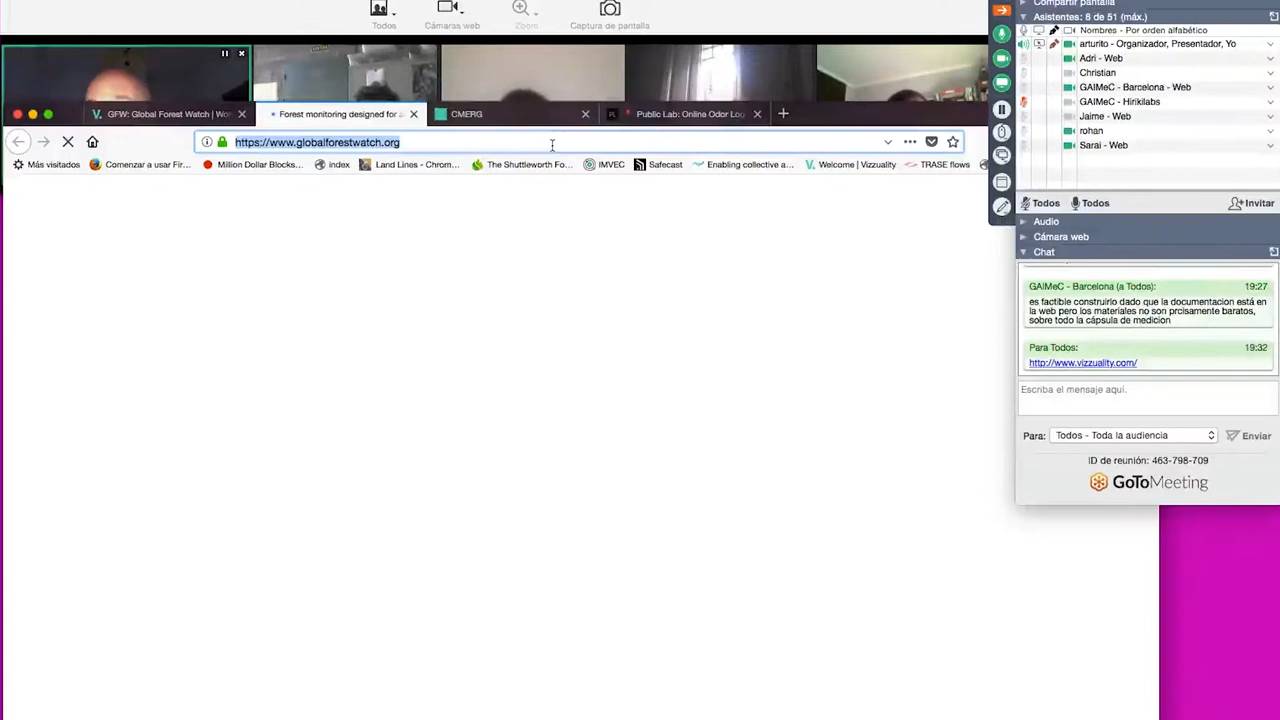 Todos
Cámaras web
Zoom
Captura de pantalla
Compartir pantalla
Asistentes: 8 de 51 (máx.)
Nombres - Por orden alfabético
arturito - Organizador, Presentador, Yo
Adri - Web
Christian
GAIMeC - Barcelona - Web
GAIMeC - Hirikilabs
Jaime - Web
rohan
Sarai - Web
Todos
Todos
Invitar
Audio
Cámara web
Chat
GAIMeC - Barcelona (a Todos):
19:27
es factible construirlo dado que la documentacion está en
la web pero los materiales no son prcisamente baratos,
sobre todo la cápsula de medicion
Para Todos:
19:32
http://www.vizzuality.com/
Escriba el mensaje aquí.
Para:
Todos - Toda la audiencia
Enviar
ID de reunión: 463-798-709
GoToMeeting
GFW: Global Forest Watch | Wo
Forest monitoring designed for a
CMERG
PL
Public Lab: Online Odor Log
https://www.globalforestwatch.org
Más visitados
Comenzar a usar Fir...
Million Dollar Blocks...
index
Land Lines - Chrom...
The Shuttleworth Fo...
IMVEC
Safecast
Enabling collective a...
Welcome | Vizzuality
TRASE flows